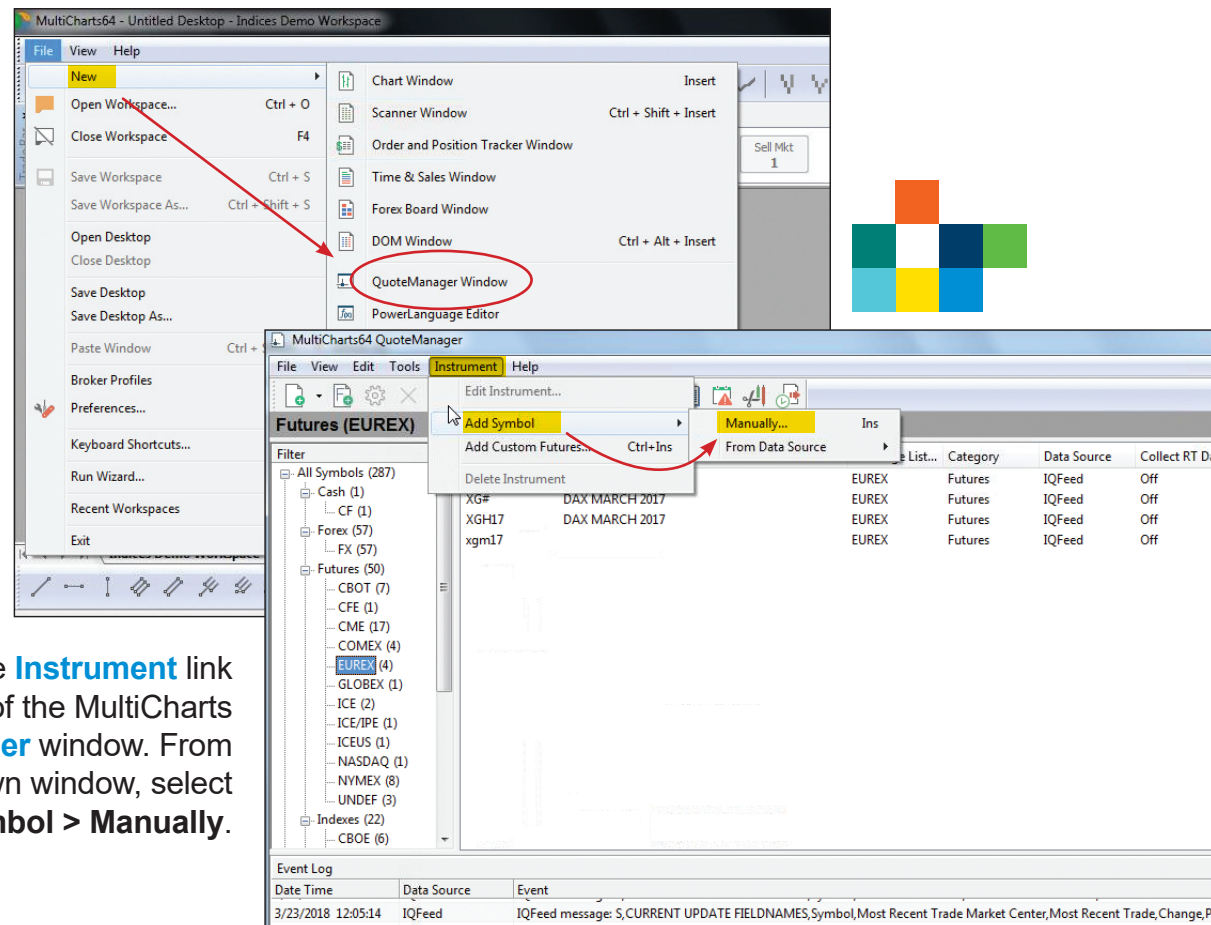 MultiCharts64 - Untitled Desktop - Indices Demo Workspace
File View Help
New
Open Workspace... Ctrl + O
Close Workspace F4
Save Workspace Ctrl + S
Save Workspace As... Ctrl + Shift + S
Open Desktop
Close Desktop
Save Desktop
Save Desktop As...
Paste Window Ctrl +
Broker Profiles
Preferences...
Keyboard Shortcuts...
Run Wizard...
Recent Workspaces
Exit
Chart Window Insert
Scanner Window Ctrl + Shift + Insert
Order and Position Tracker Window
Time & Sales Window
Forex Board Window
DOM Window Ctrl + Alt + Insert
QuoteManager Window
PowerLanguage Editor
Sell Mkt
1
MultiCharts64 QuoteManager
File View Edit Tools Instrument Help
Edit Instrument...
Add Symbol
Add Custom Futures... Ctrl+Ins
Delete Instrument
Manually... Ins
From Data Source
Futures (EUREX)
Filter
All Symbols (287)
Cash (1)
CF (1)
Forex (57)
FX (57)
Futures (50)
CBOT (7)
CFE (1)
CME (17)
COMEX (4)
EUREX (4)
GLOBEX (1)
ICE (2)
ICE/IPE (1)
ICEUS (1)
NASDAQ (1)
NYMEX (8)
UNDEF (3)
Indexes (22)
CBOE (6)
List... Category Data Source Collect RT
EUREX Futures IQFeed Off
XG# DAX MARCH 2017 EUREX Futures IQFeed Off
XGH17 DAX MARCH 2017 EUREX Futures IQFeed Off
xgm17 EUREX Futures IQFeed Off
Event Log
Date Time Data Source Event
3/23/2018 12:05:14 IQFeed IQFeed message: S,CURRENT UPDATE FIELDNAMES,Symbol,Most Recent Trade Market Center,Most Recent Trade,Change,P
Instrument link
of the MultiCharts
er window. From
wn window, select
mbol > Manually.